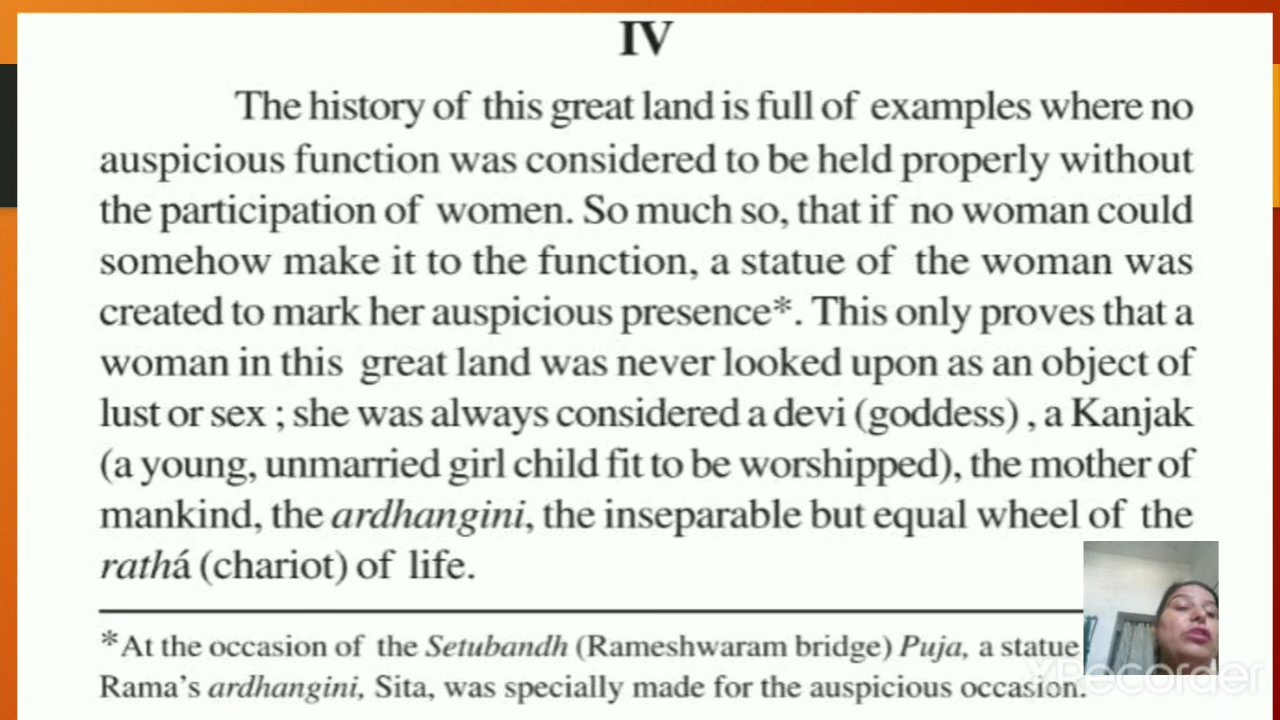 IV
The history of this great land is full of examples where no
auspicious function was considered to be held properly without
the participation of women. So much so, that if no woman could
somehow make it to the function, a statue of the woman was
created to mark her auspicious presence*. This only proves that a
woman in this great land was never looked upon as an object of
lust or sex ; she was always considered a devi (goddess) , a Kanjak
(a young, unmarried girl child fit to be worshipped), the mother of
mankind, the ardhangini, the inseparable but equal wheel of the
rathá (chariot) of life.
*At the occasion of the Setubandh (Rameshwaram bridge) Puja, a statue
Rama's ardhangini, Sita, was specially made for the auspicious occasion.
XRecorder